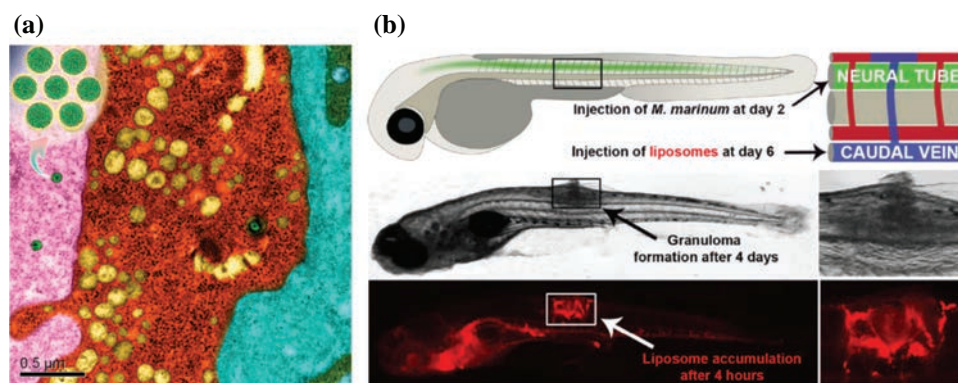 (a)
0.5 µm
(b)
Injection of M. marinum at day 2
NEURAL TUBE
Injection of liposomes at day 6
CAUDAL VEIN
Granuloma
formation after 4 days
Liposome accumulation
after 4 hours